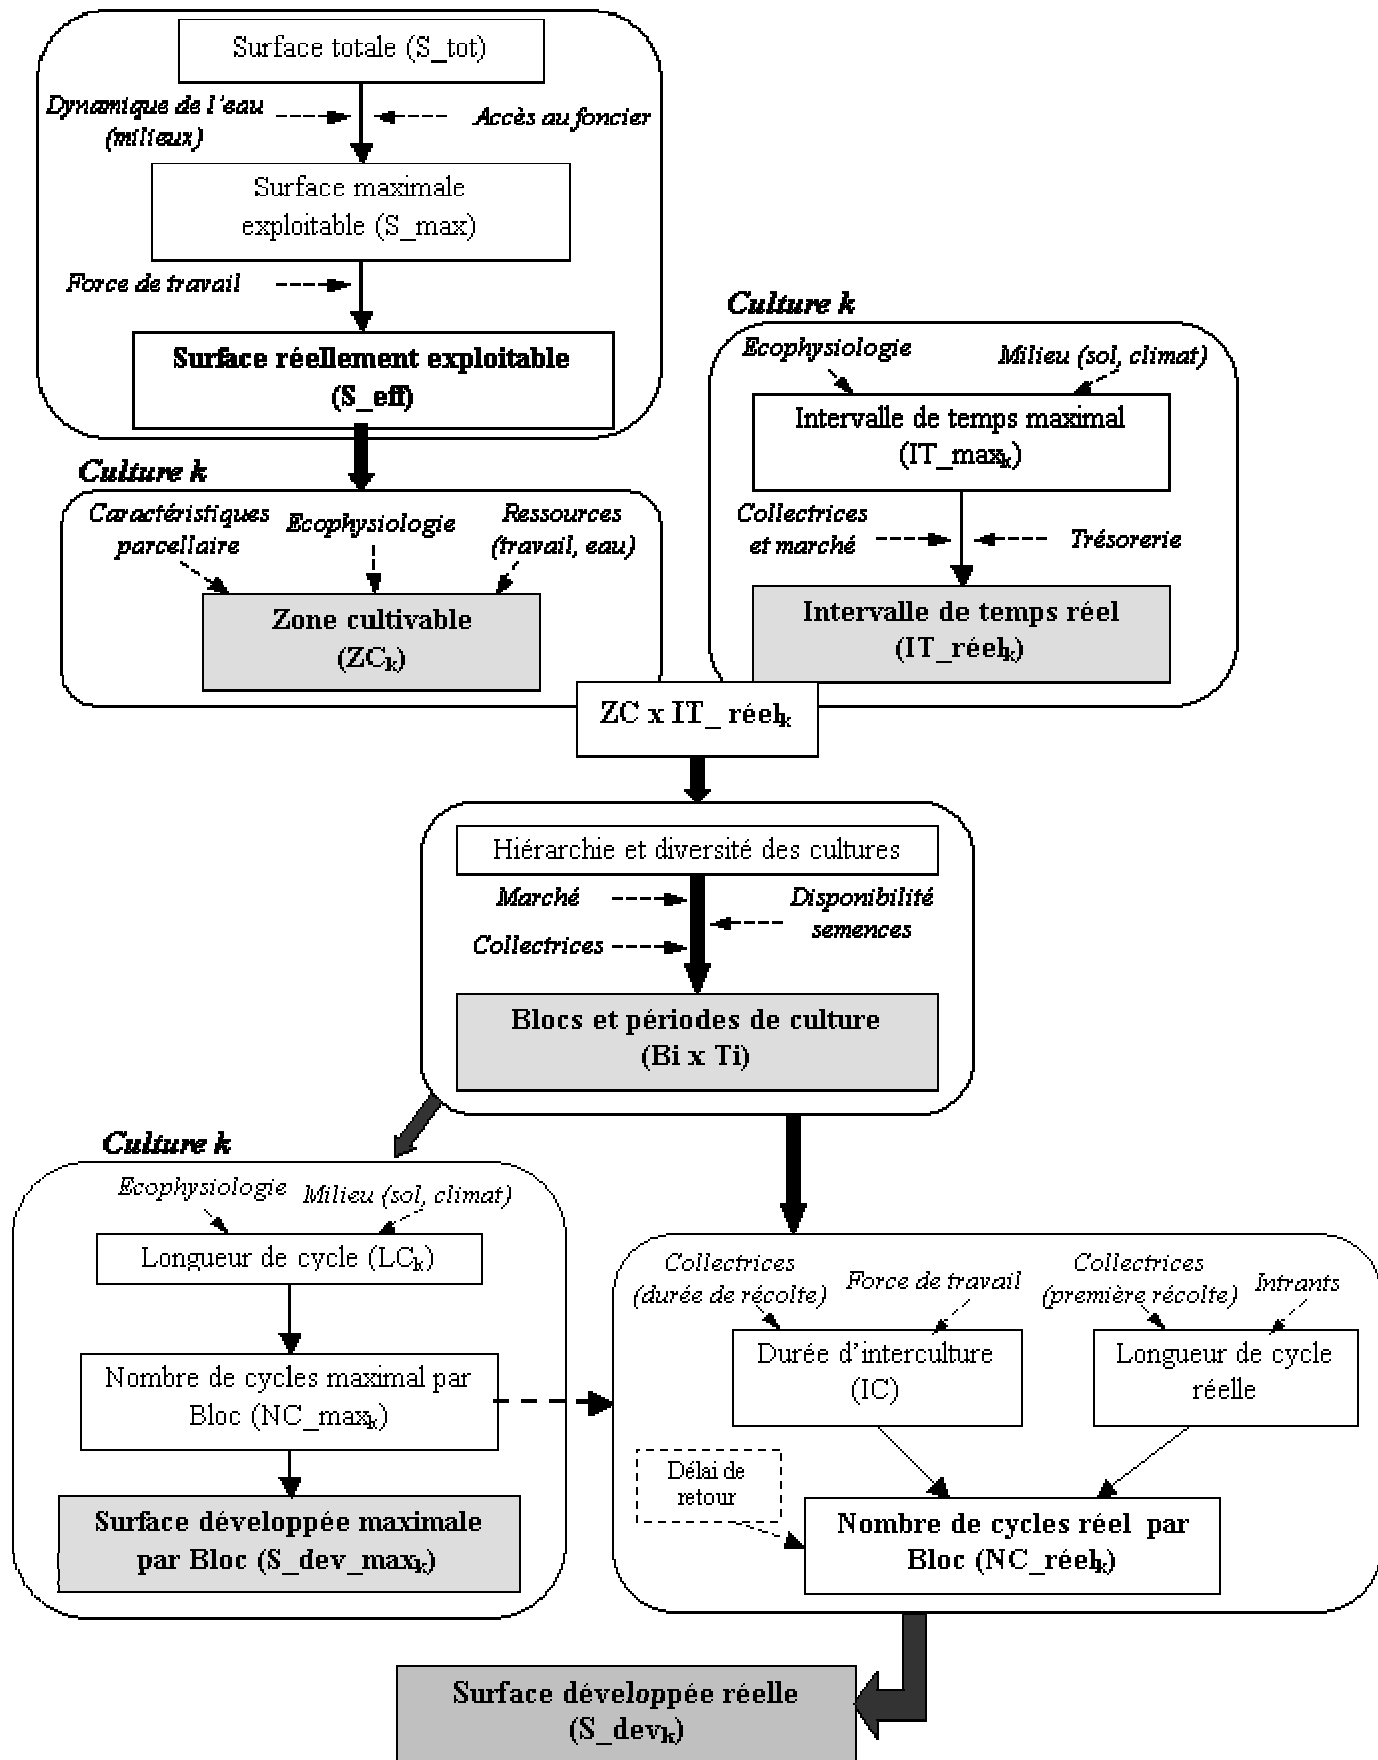 Surface totale (S_tot)
Dynamique de l'eau
(milieux)
Accès au foncier
Surface maximale
exploitable (S_max)
Force de travail
Surface réellement exploitable
(S_eff)
Culture k
Caractéristiques
parcellaire
Ecophysiologie
Ressources
(travail, eau)
Zone cultivable
(ZCk)
Culture k
Ecophysiologie
Milieu (sol, climat)
Intervalle de temps maximal
(IT_maxk)
Collectrices
et marché
Trésorerie
Intervalle de temps réel
(IT_réelk)
ZC x IT_ réelk
Hiérarchie et diversité des cultures
Marché
Disponibilité
semences
Collectrices
Blocs et périodes de culture
(Bi x Ti)
Culture k
Ecophysiologie
Milieu (sol, climat)
Longueur de cycle (LCk)
Nombre de cycles maximal par
Bloc (NC_maxk)
Surface développée maximale
par Bloc (S_dev_maxk)
Collectrices
(durée de récolte)
Force de travail
Collectrices
(première récolte)
Intrants
Durée d'interculture
(IC)
Longueur de cycle
réelle
Délai de
retour
Nombre de cycles réel par
Bloc (NC_réelk)
Surface développée réelle
(S_devk)